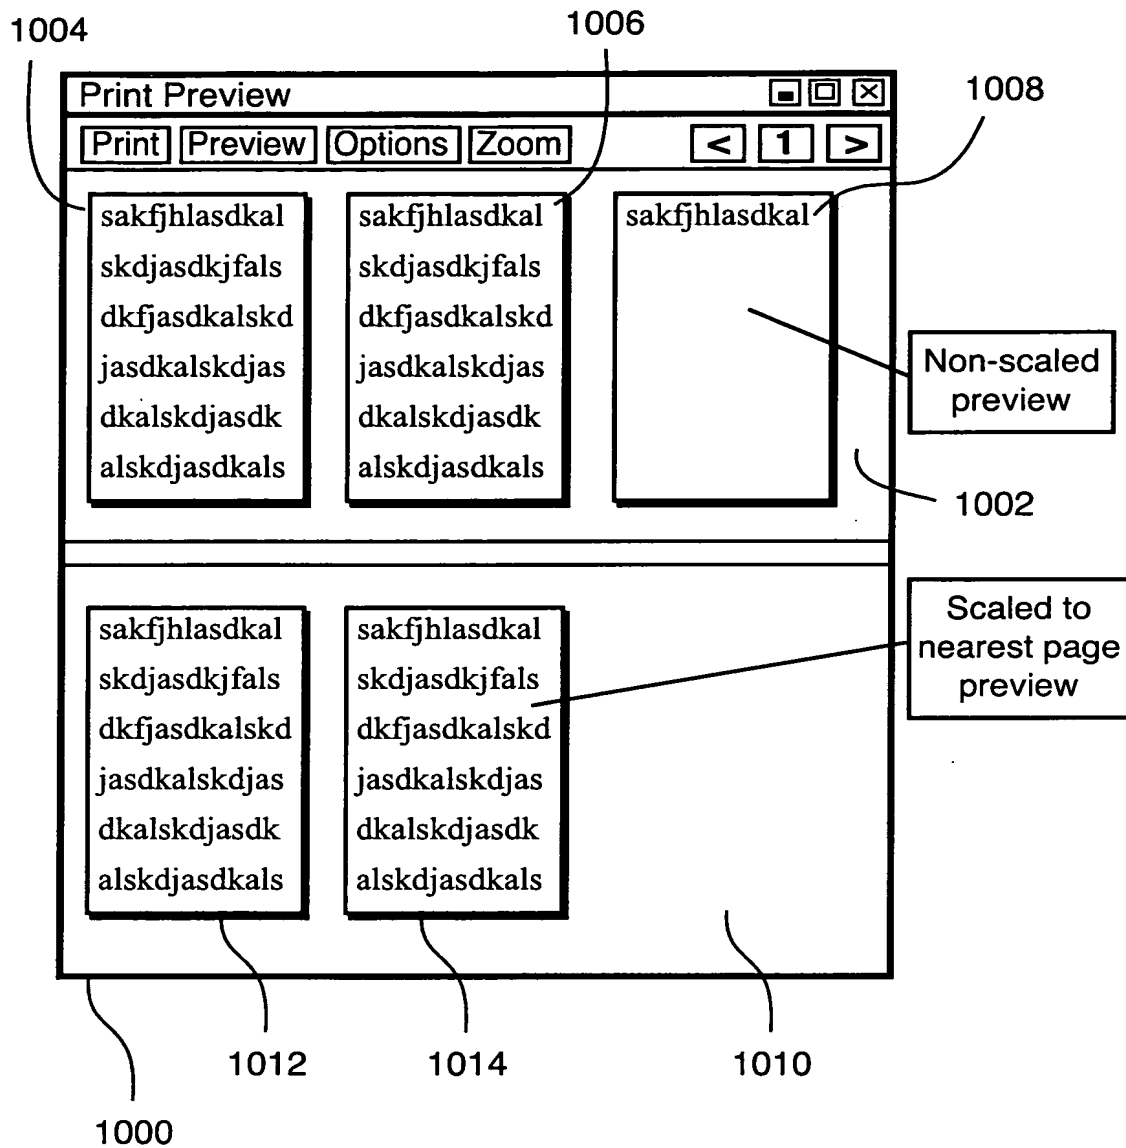 1004
1006
1008
Print Preview
Print Preview Options Zoom < 1 >
sakfjhlasdkal
skdjasdkjfals
dkfjasdkalskd
jasdkalskdjas
dkalskdjasdk
alskdjasdkals
sakfjhlasdkal
skdjasdkjfals
dkfjasdkalskd
jasdkalskdjas
dkalskdjasdk
alskdjasdkals
sakfjhlasdkal
Non-scaled
preview
1002
sakfjhlasdkal
skdjasdkjfals
dkfjasdkalskd
jasdkalskdjas
dkalskdjasdk
alskdjasdkals
sakfjhlasdkal
skdjasdkjfals
dkfjasdkalskd
jasdkalskdjas
dkalskdjasdk
alskdjasdkals
Scaled to
nearest page
preview
1012
1014
1010
1000